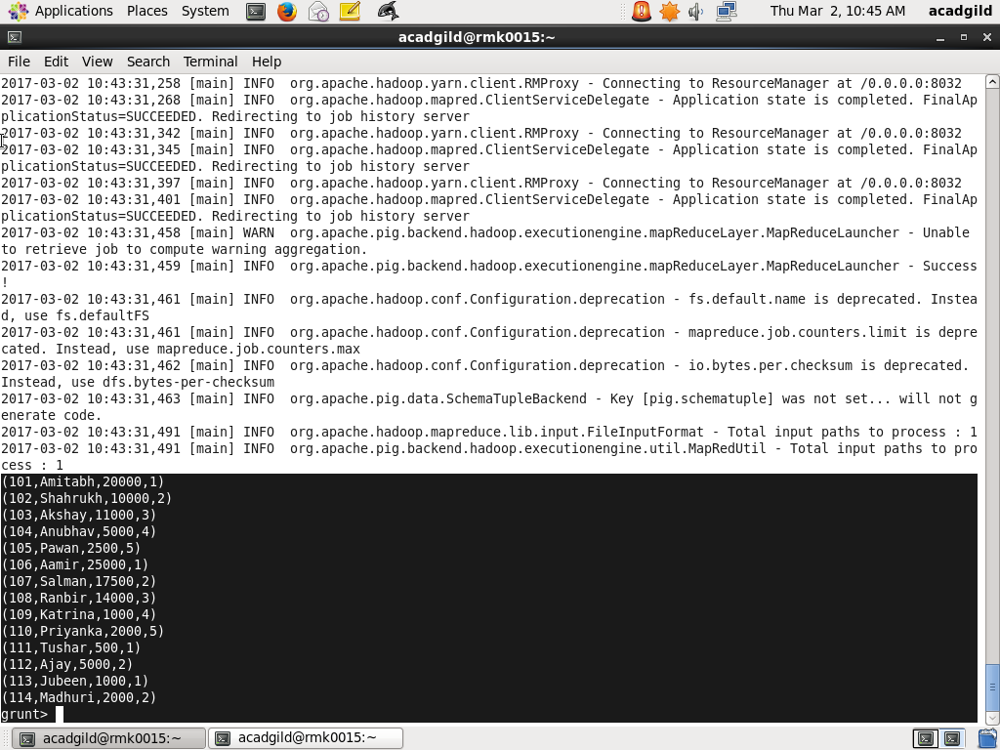 Applications Places System Thu Mar 2, 10:45 AM acadgild
acadgild@rmk0015:~
File Edit View Search Terminal Help
2017-03-02 10:43:31,258 [main] INFO  org.apache.hadoop.yarn.client.RMProxy - Connecting to ResourceManager at /0.0.0.0:8032
2017-03-02 10:43:31,268 [main] INFO  org.apache.hadoop.mapred.ClientServiceDelegate - Application state is completed. FinalAp
plicationStatus=SUCCEEDED. Redirecting to job history server
2017-03-02 10:43:31,342 [main] INFO  org.apache.hadoop.yarn.client.RMProxy - Connecting to ResourceManager at /0.0.0.0:8032
2017-03-02 10:43:31,345 [main] INFO  org.apache.hadoop.mapred.ClientServiceDelegate - Application state is completed. FinalAp
plicationStatus=SUCCEEDED. Redirecting to job history server
2017-03-02 10:43:31,397 [main] INFO  org.apache.hadoop.yarn.client.RMProxy - Connecting to ResourceManager at /0.0.0.0:8032
2017-03-02 10:43:31,401 [main] INFO  org.apache.hadoop.mapred.ClientServiceDelegate - Application state is completed. FinalAp
plicationStatus=SUCCEEDED. Redirecting to job history server
2017-03-02 10:43:31,458 [main] WARN  org.apache.pig.backend.hadoop.executionengine.mapReduceLayer.MapReduceLauncher - Unable
to retrieve job to compute warning aggregation.
2017-03-02 10:43:31,459 [main] INFO  org.apache.pig.backend.hadoop.executionengine.mapReduceLayer.MapReduceLauncher - Success
!
2017-03-02 10:43:31,461 [main] INFO  org.apache.hadoop.conf.Configuration.deprecation - fs.default.name is deprecated. Instea
d, use fs.defaultFS
2017-03-02 10:43:31,461 [main] INFO  org.apache.hadoop.conf.Configuration.deprecation - mapreduce.job.counters.limit is depre
cated. Instead, use mapreduce.job.counters.max
2017-03-02 10:43:31,462 [main] INFO  org.apache.hadoop.conf.Configuration.deprecation - io.bytes.per.checksum is deprecated.
Instead, use dfs.bytes-per-checksum
2017-03-02 10:43:31,463 [main] INFO  org.apache.pig.data.SchemaTupleBackend - Key [pig.schematuple] was not set... will not g
enerate code.
2017-03-02 10:43:31,491 [main] INFO  org.apache.hadoop.mapreduce.lib.input.FileInputFormat - Total input paths to process : 1
2017-03-02 10:43:31,491 [main] INFO  org.apache.pig.backend.hadoop.executionengine.util.MapRedUtil - Total input paths to pro
cess : 1
(101,Amitabh,20000,1)
(102,Shahrukh,10000,2)
(103,Akshay,11000,3)
(104,Anubhav,5000,4)
(105,Pawan,2500,5)
(106,Aamir,25000,1)
(107,Salman,17500,2)
(108,Ranbir,14000,3)
(109,Katrina,1000,4)
(110,Priyanka,2000,5)
(111,Tushar,500,1)
(112,Ajay,5000,2)
(113,Jubeen,1000,1)
(114,Madhuri,2000,2)
grunt>
acadgild@rmk0015:~ acadgild@rmk0015:~